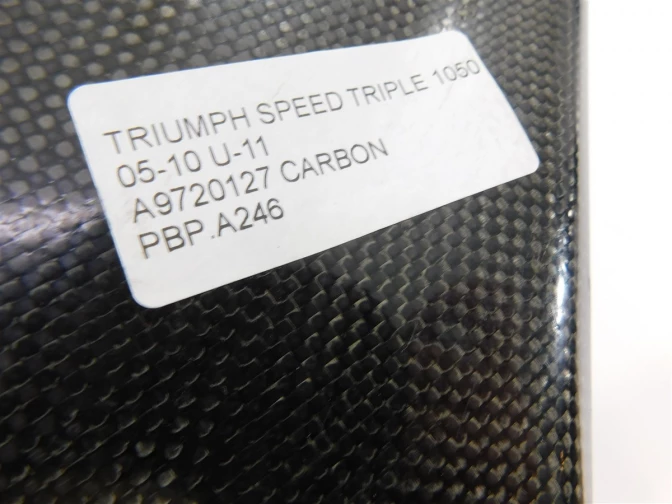 TRIUMPH SPEED TRIPLE 1050
05-10 U-11
A9720127 CARBON
PBP.A246